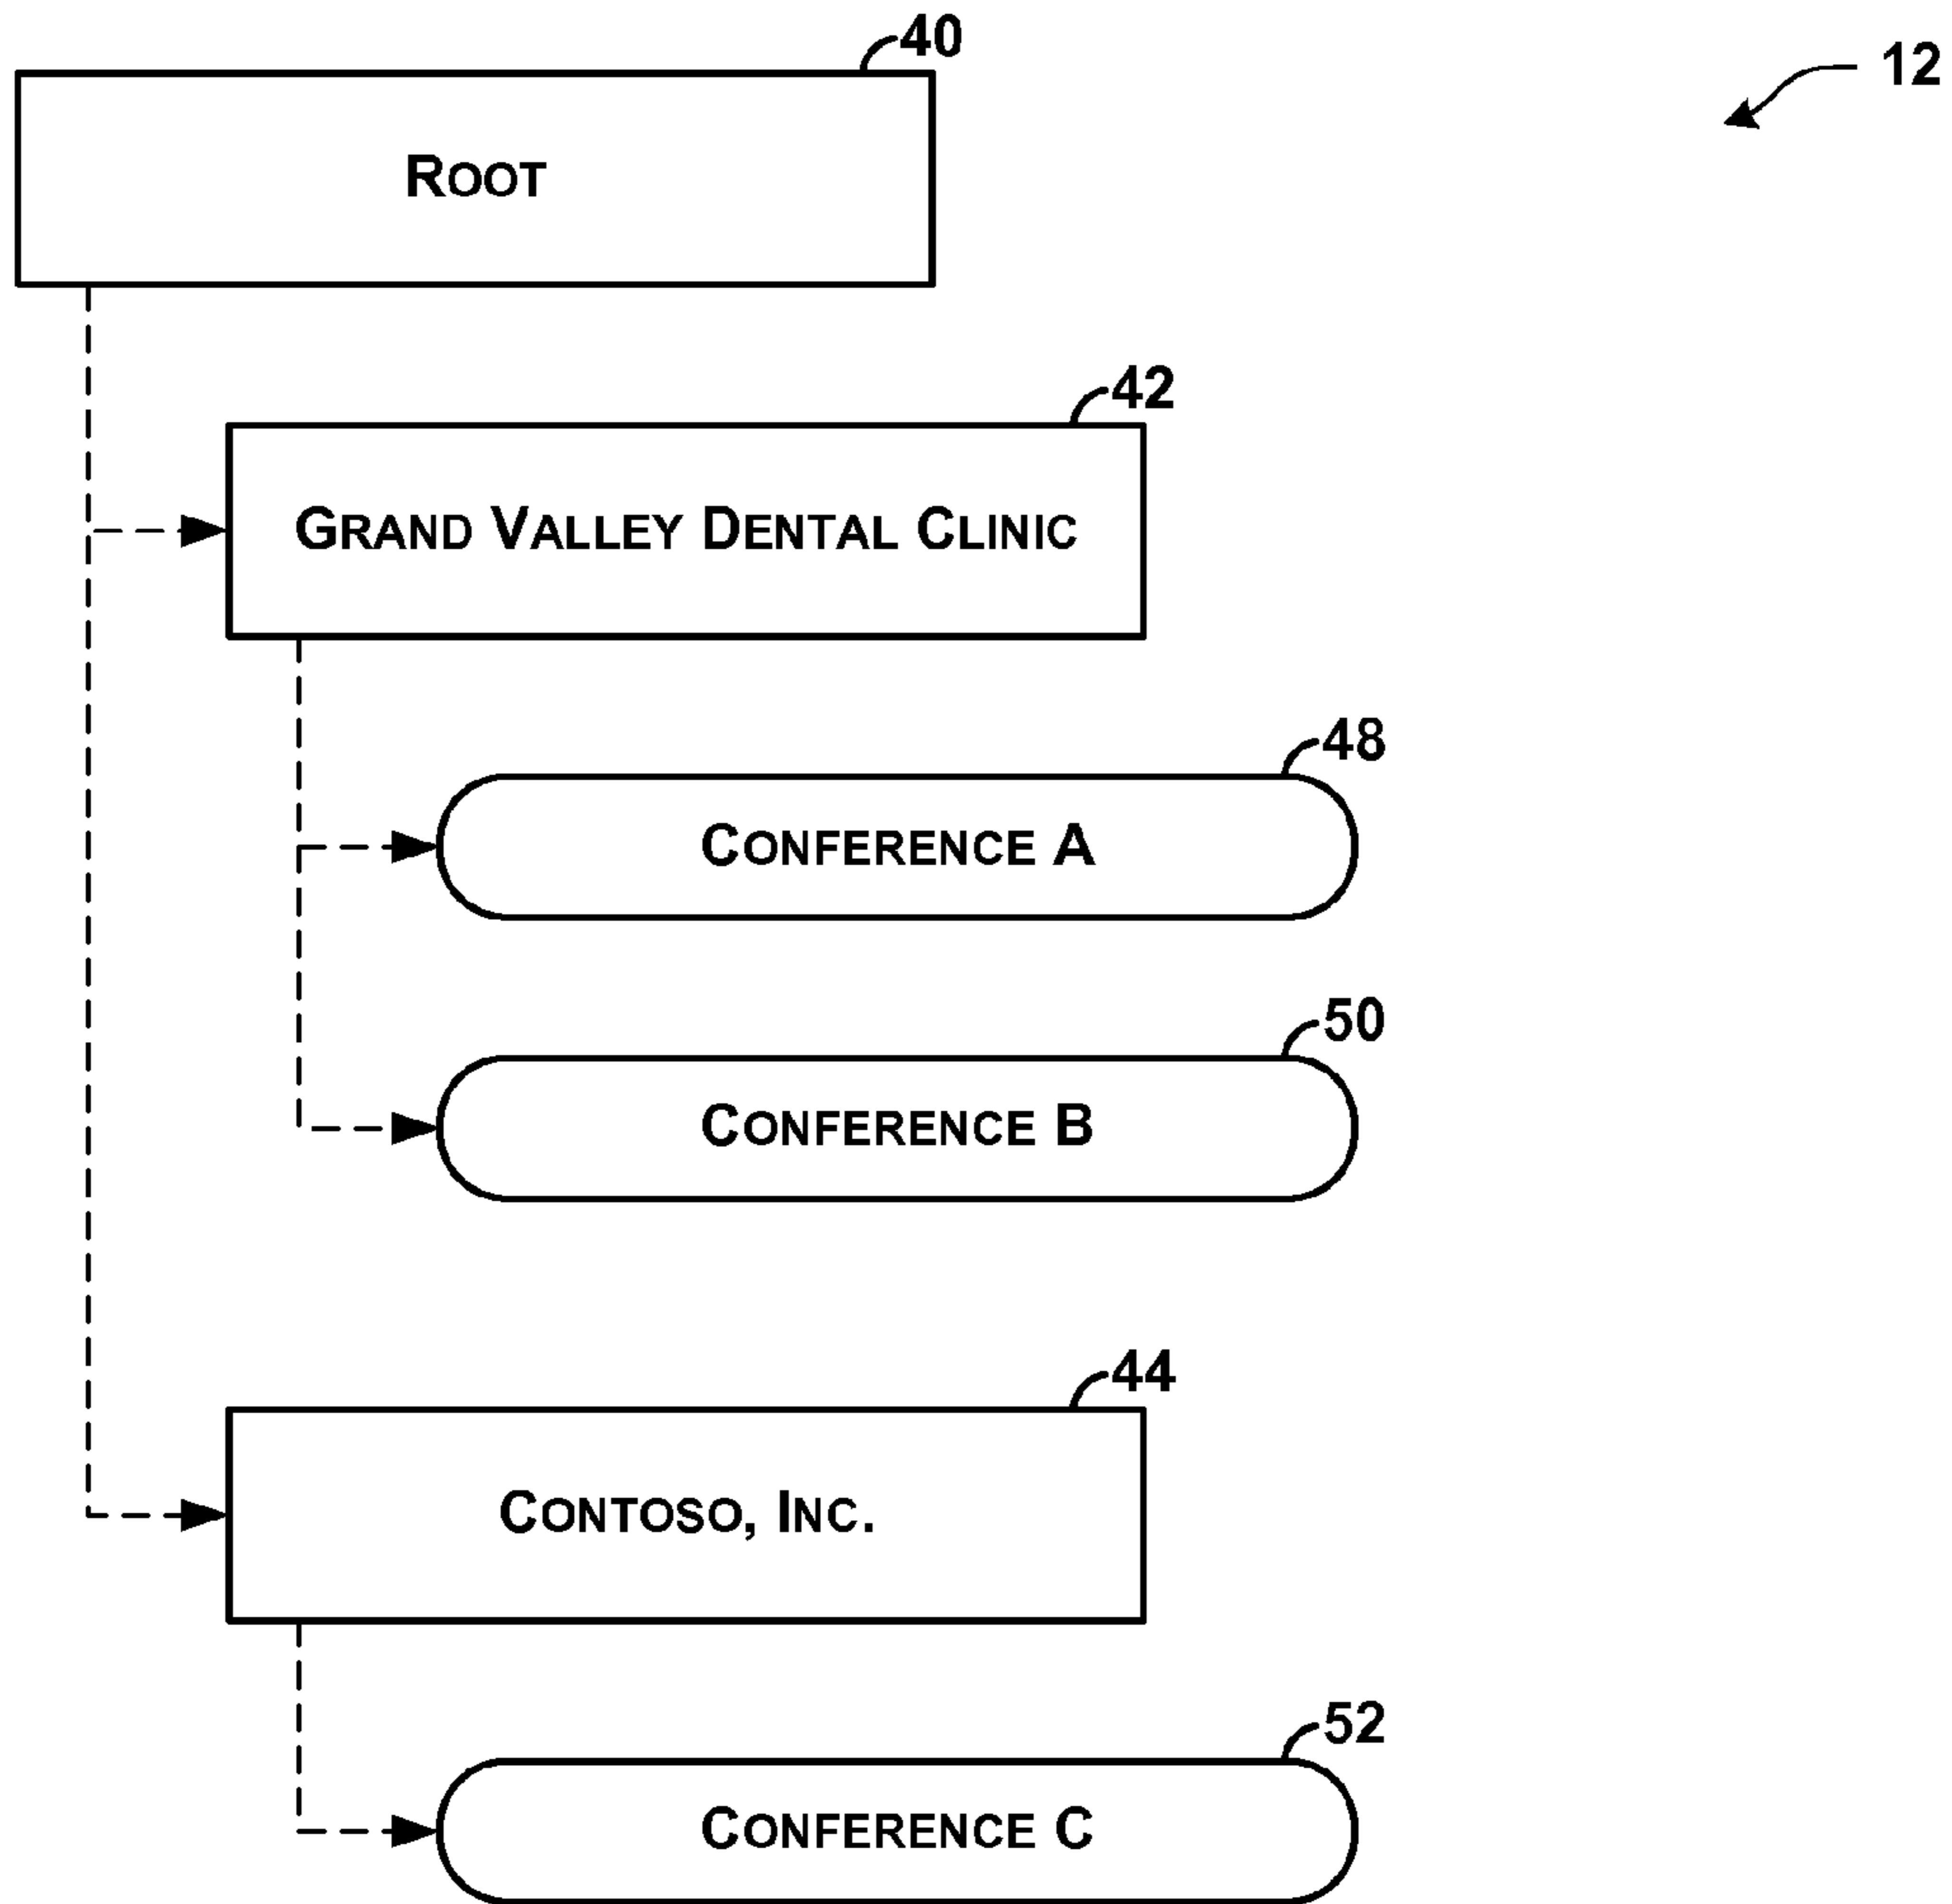 40
12
ROOT
42
GRAND VALLEY DENTAL CLINIC
48
CONFERENCE A
50
CONFERENCE B
44
CONTOSO, INC.
52
CONFERENCE C